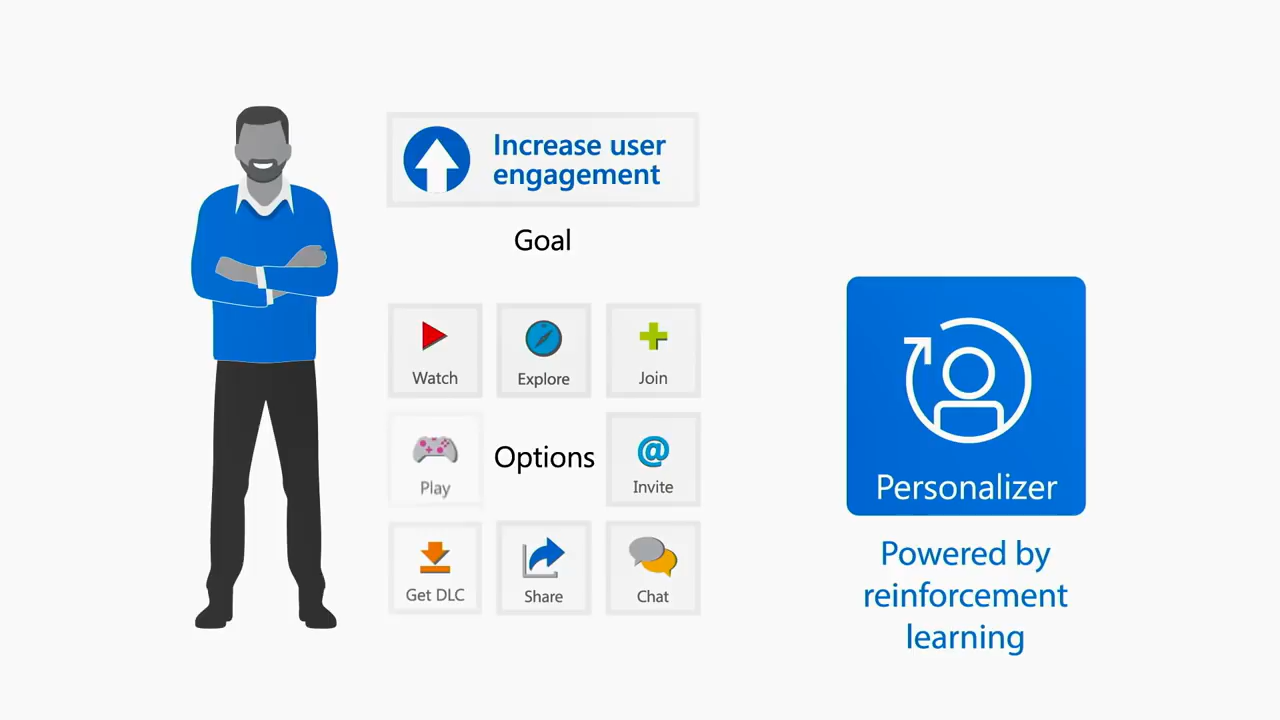 Increase user
engagement
Goal
Watch
Explore
Join
Play
Options
Invite
Get DLC
Share
Chat
Personalizer
Powered by
reinforcement
learning